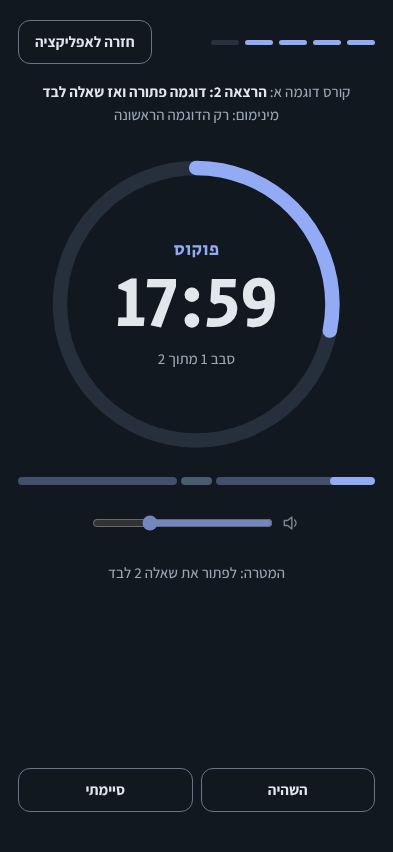 חזרה לאפליקציה
קורס דוגמה א: הרצאה 2: דוגמה פתורה ואז שאלה לבד
מינימום: רק הדוגמה הראשונה
פוקוס
17:59
סבב 1 מתוך 2
המטרה: לפתור את שאלה 2 לבד
השהיה
סיימתי